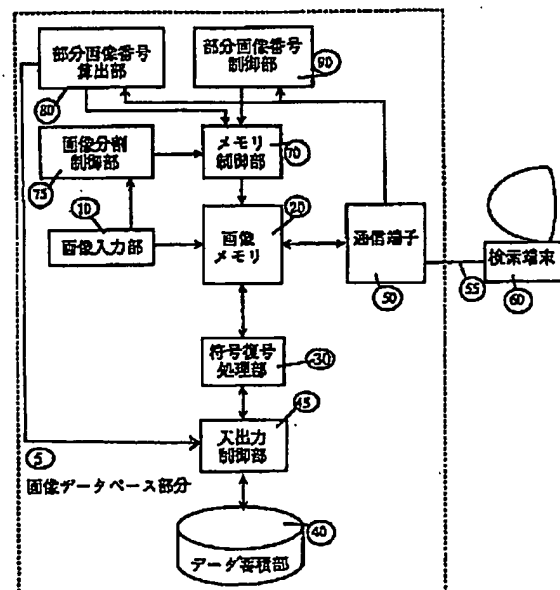 部分画像番号
算出部
80
部分画像番号
制御部
90
画像分割
制御部
75
メモリ
制御部
70
10
画像入力部
20
画像
メモリ
通信端子
50
55
検索端末
60
符号復号
処理部
30
入出力
制御部
45
5
画像データベース部分
40
データ蓄積部